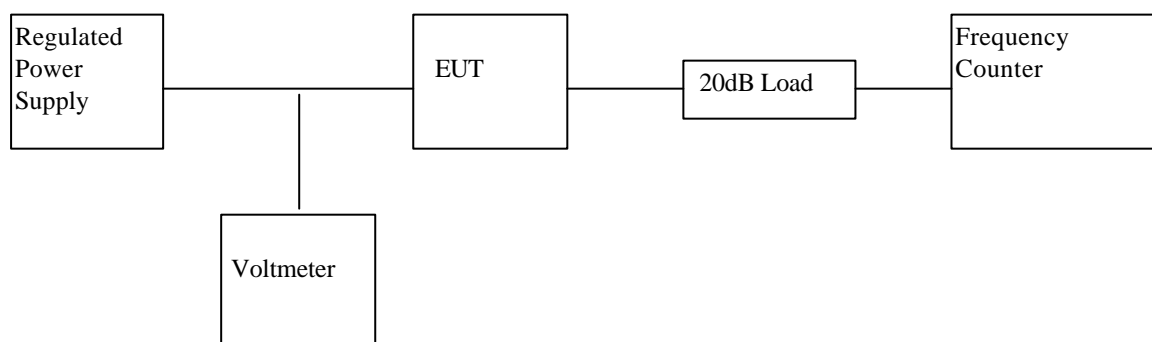 Regulated
Power
Supply
EUT
20dB Load
Frequency
Counter
Voltmeter